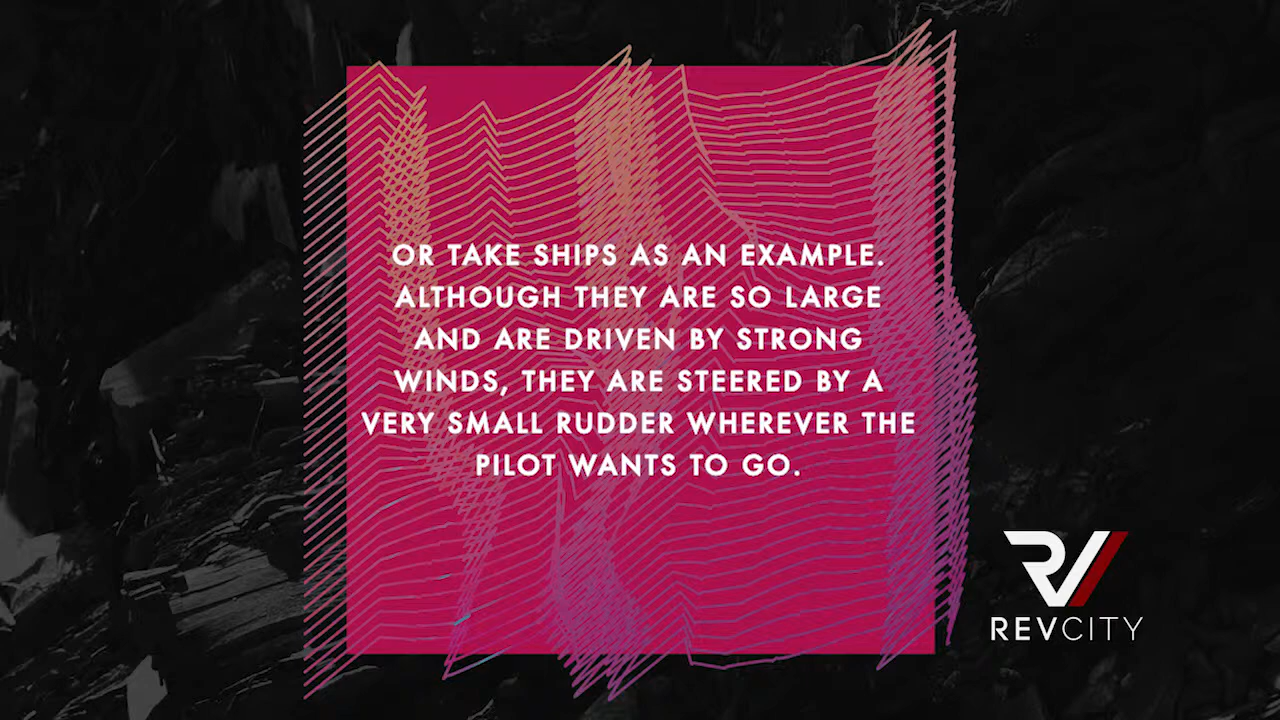 OR TAKE SHIPS AS AN EXAMPLE.
ALTHOUGH THEY ARE SO LARGE
AND ARE DRIVEN BY STRONG
WINDS, THEY ARE STEERED BY A
VERY SMALL RUDDER WHEREVER THE
PILOT WANTS TO GO.
RV
REVCITY